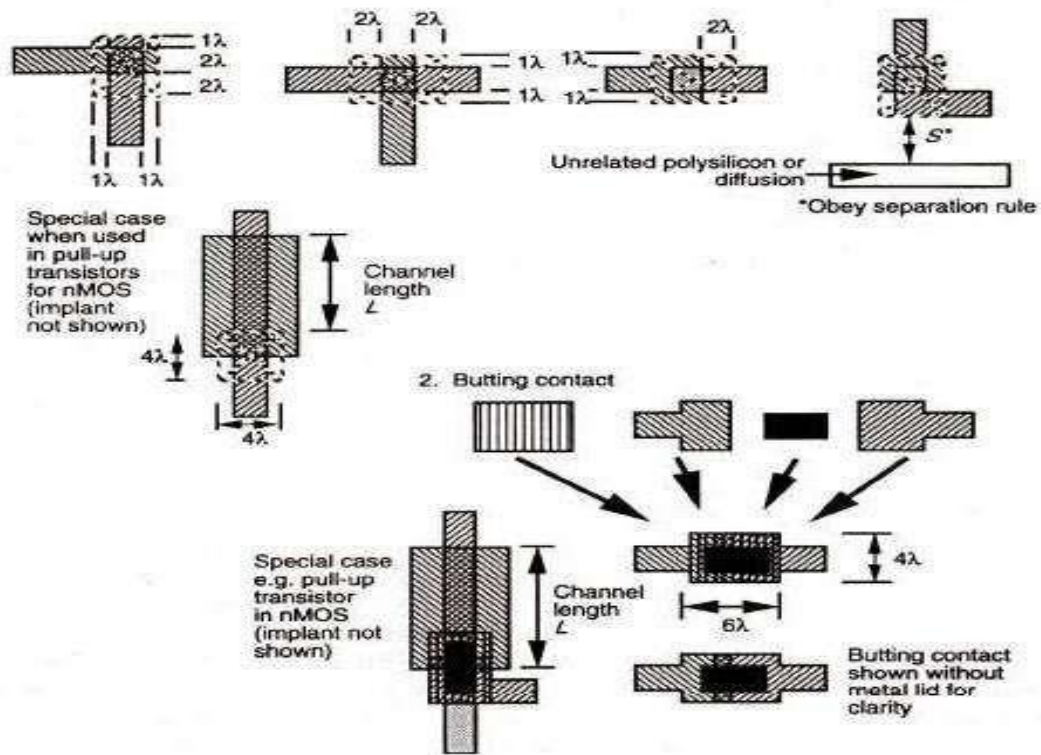 2λ 2λ
2λ
1λ
2λ
2λ
1λ
1λ
1λ
1λ
1λ 1λ
S*
Unrelated polysilicon or
diffusion
*Obey separation rule
Special case
when used
in pull-up
transistors
for nMOS
(implant
not shown)
Channel
length
L
4λ
4λ
2. Butting contact
Special case
e.g. pull-up
transistor
in nMOS
(implant not
shown)
Channel
length
L
4λ
6λ
Butting contact
shown without
metal lid for
clarity